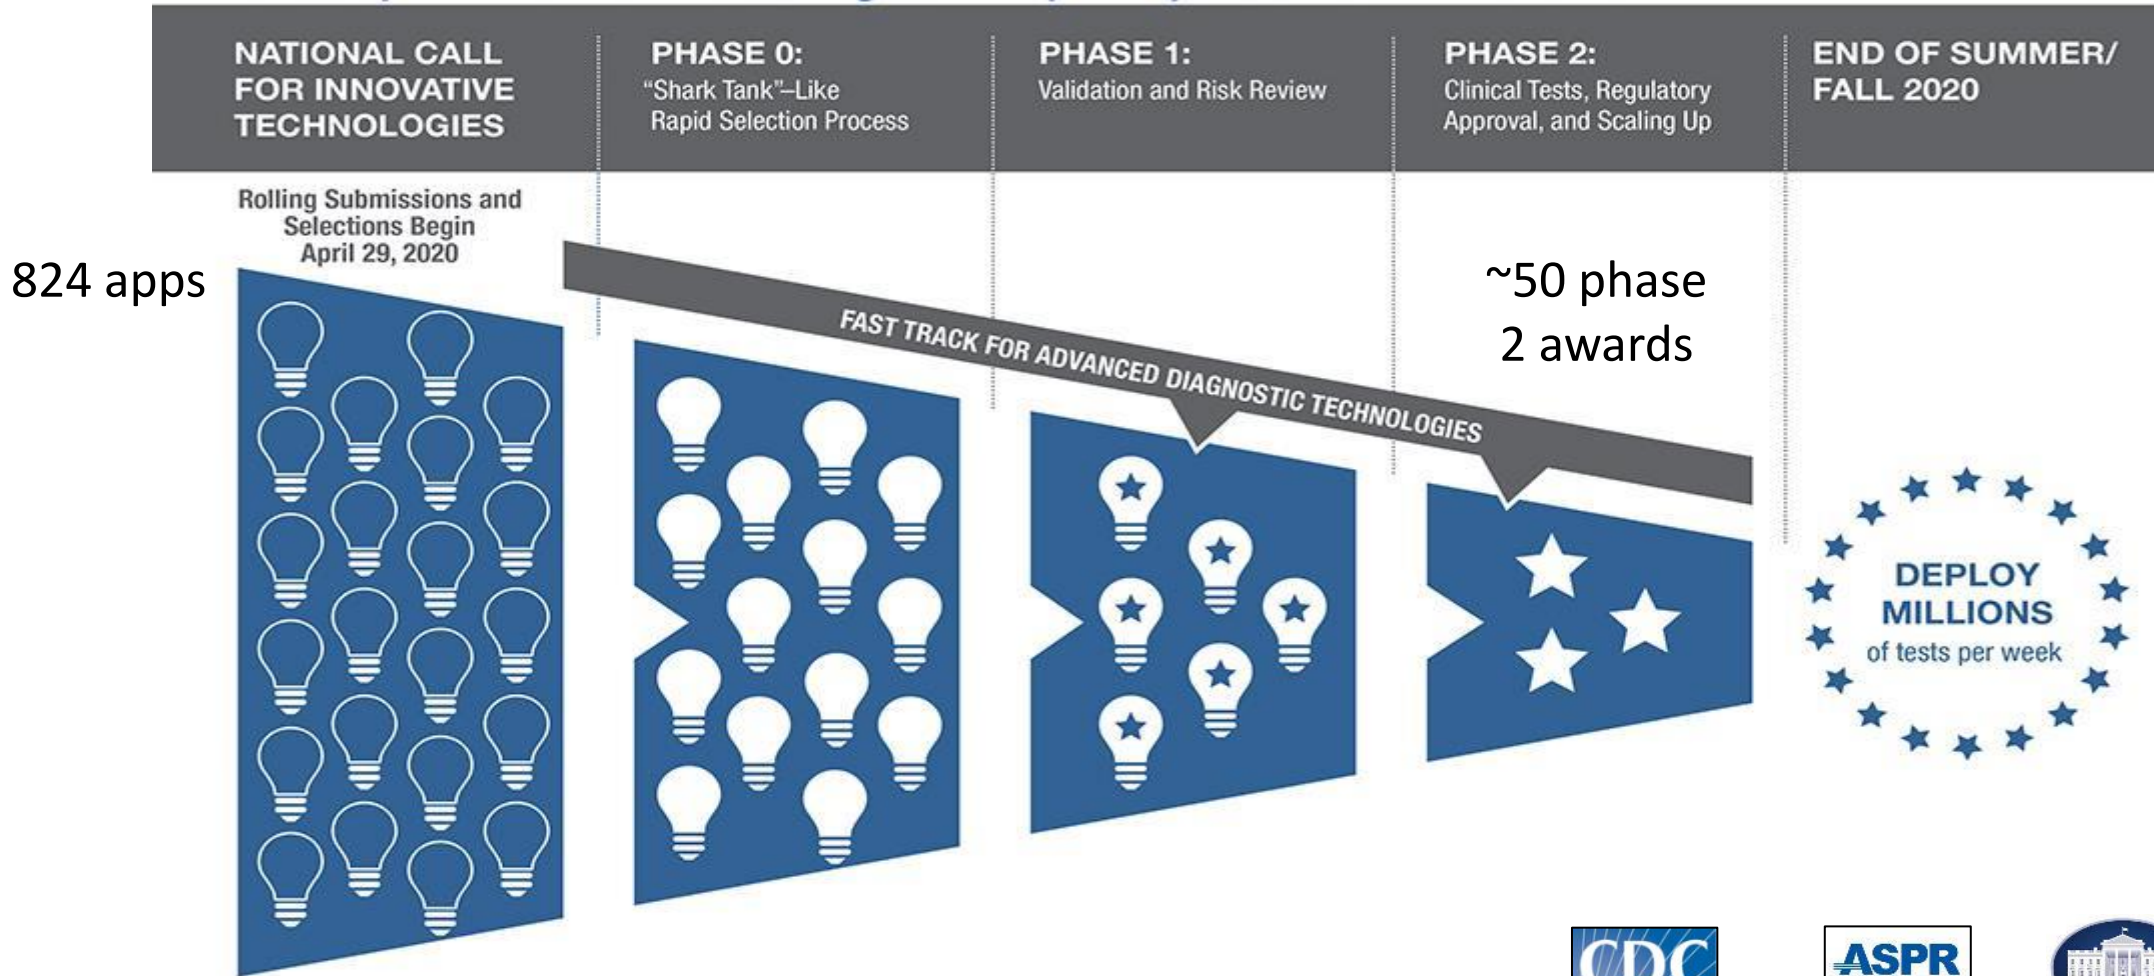 NATIONAL CALL
FOR INNOVATIVE
TECHNOLOGIES
PHASE 0:
“Shark Tank”–Like
Rapid Selection Process
PHASE 1:
Validation and Risk Review
PHASE 2:
Clinical Tests, Regulatory
Approval, and Scaling Up
END OF SUMMER/
FALL 2020
Rolling Submissions and
Selections Begin
April 29, 2020
824 apps
~50 phase
2 awards
FAST TRACK FOR ADVANCED DIAGNOSTIC TECHNOLOGIES
DEPLOY
MILLIONS
of tests per week
CDC
ASPR